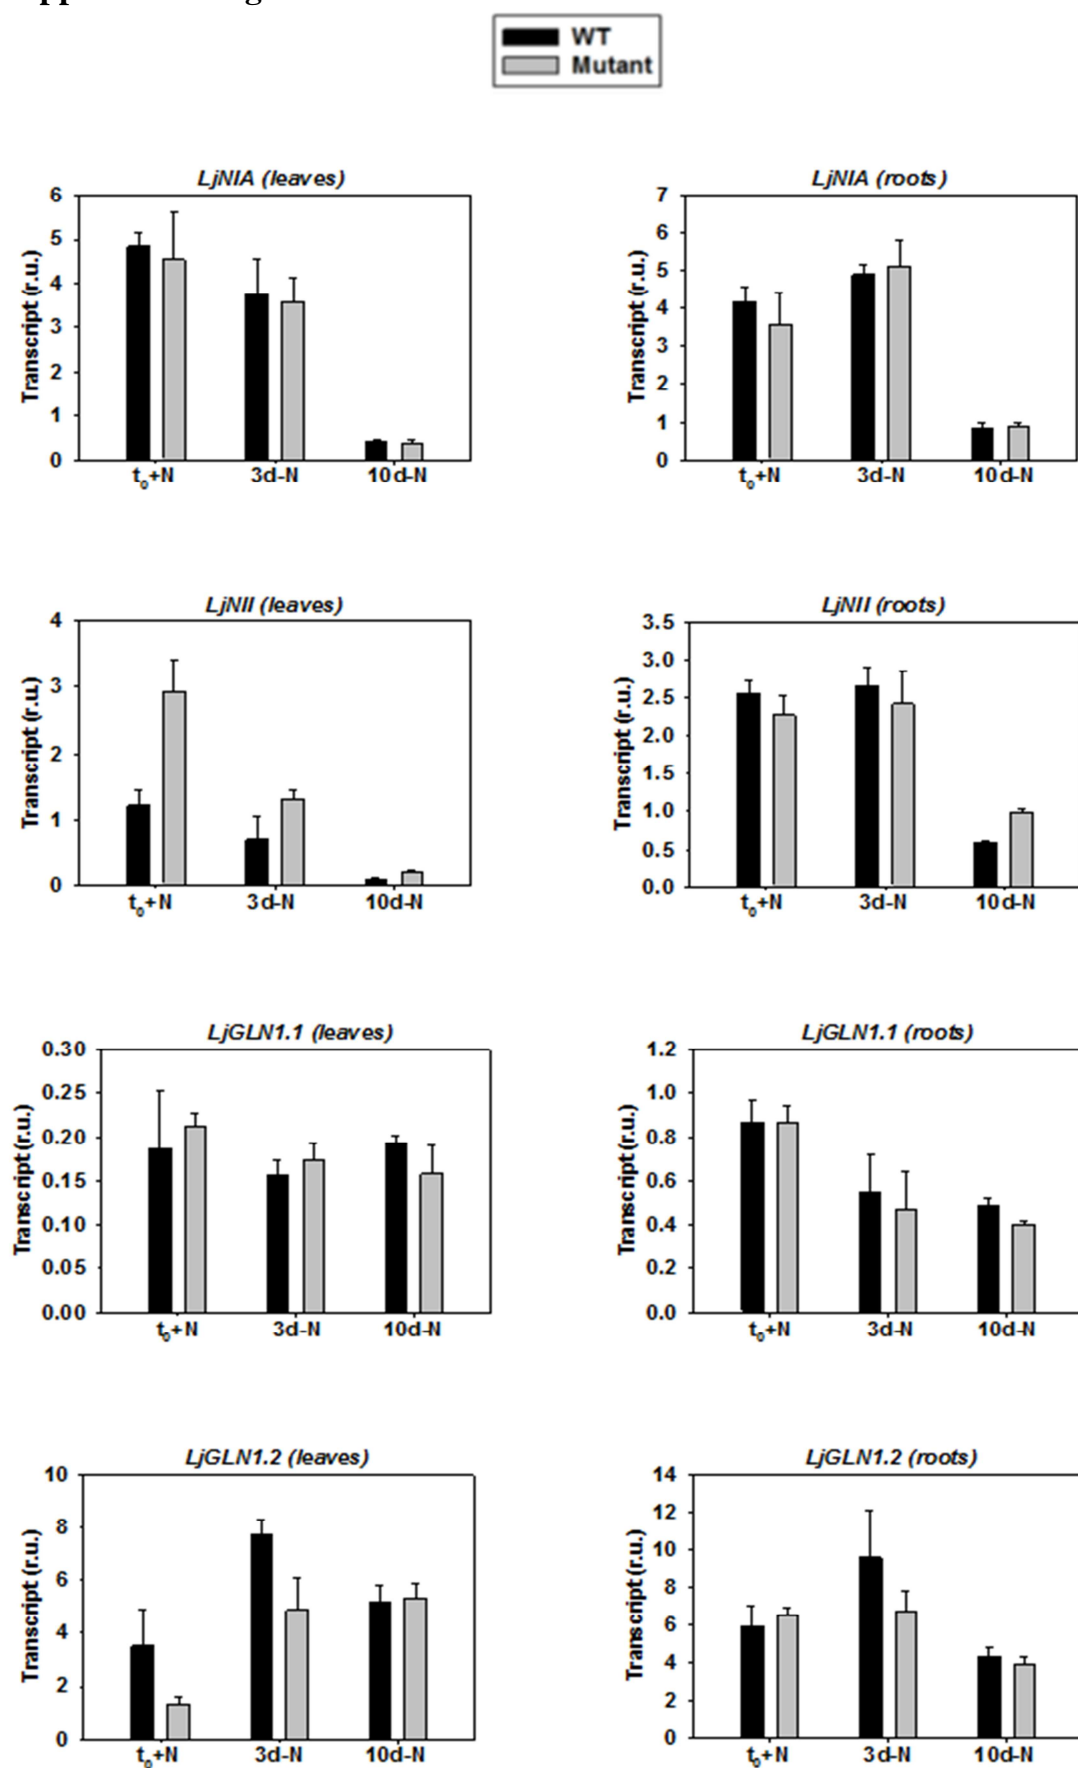 WT
Mutant
LjNIA (leaves)
6
5
4
3
2
1
0
Transcript (r.u.)
t0+N 3d-N 10d-N
LjNIA (roots)
7
6
5
4
3
2
1
0
Transcript (r.u.)
t0+N 3d-N 10d-N
LjNII (leaves)
4
3
2
1
0
Transcript (r.u.)
t0+N 3d-N 10d-N
LjNII (roots)
3.5
3.0
2.5
2.0
1.5
1.0
0.5
0.0
Transcript (r.u.)
t0+N 3d-N 10d-N
LjGLN1.1 (leaves)
0.30
0.25
0.20
0.15
0.10
0.05
0.00
Transcript (r.u.)
t0+N 3d-N 10d-N
LjGLN1.1 (roots)
1.2
1.0
0.8
0.6
0.4
0.2
0.0
Transcript (r.u.)
t0+N 3d-N 10d-N
LjGLN1.2 (leaves)
10
8
6
4
2
0
Transcript (r.u.)
t0+N 3d-N 10d-N
LjGLN1.2 (roots)
14
12
10
8
6
4
2
0
Transcript (r.u.)
t0+N 3d-N 10d-N